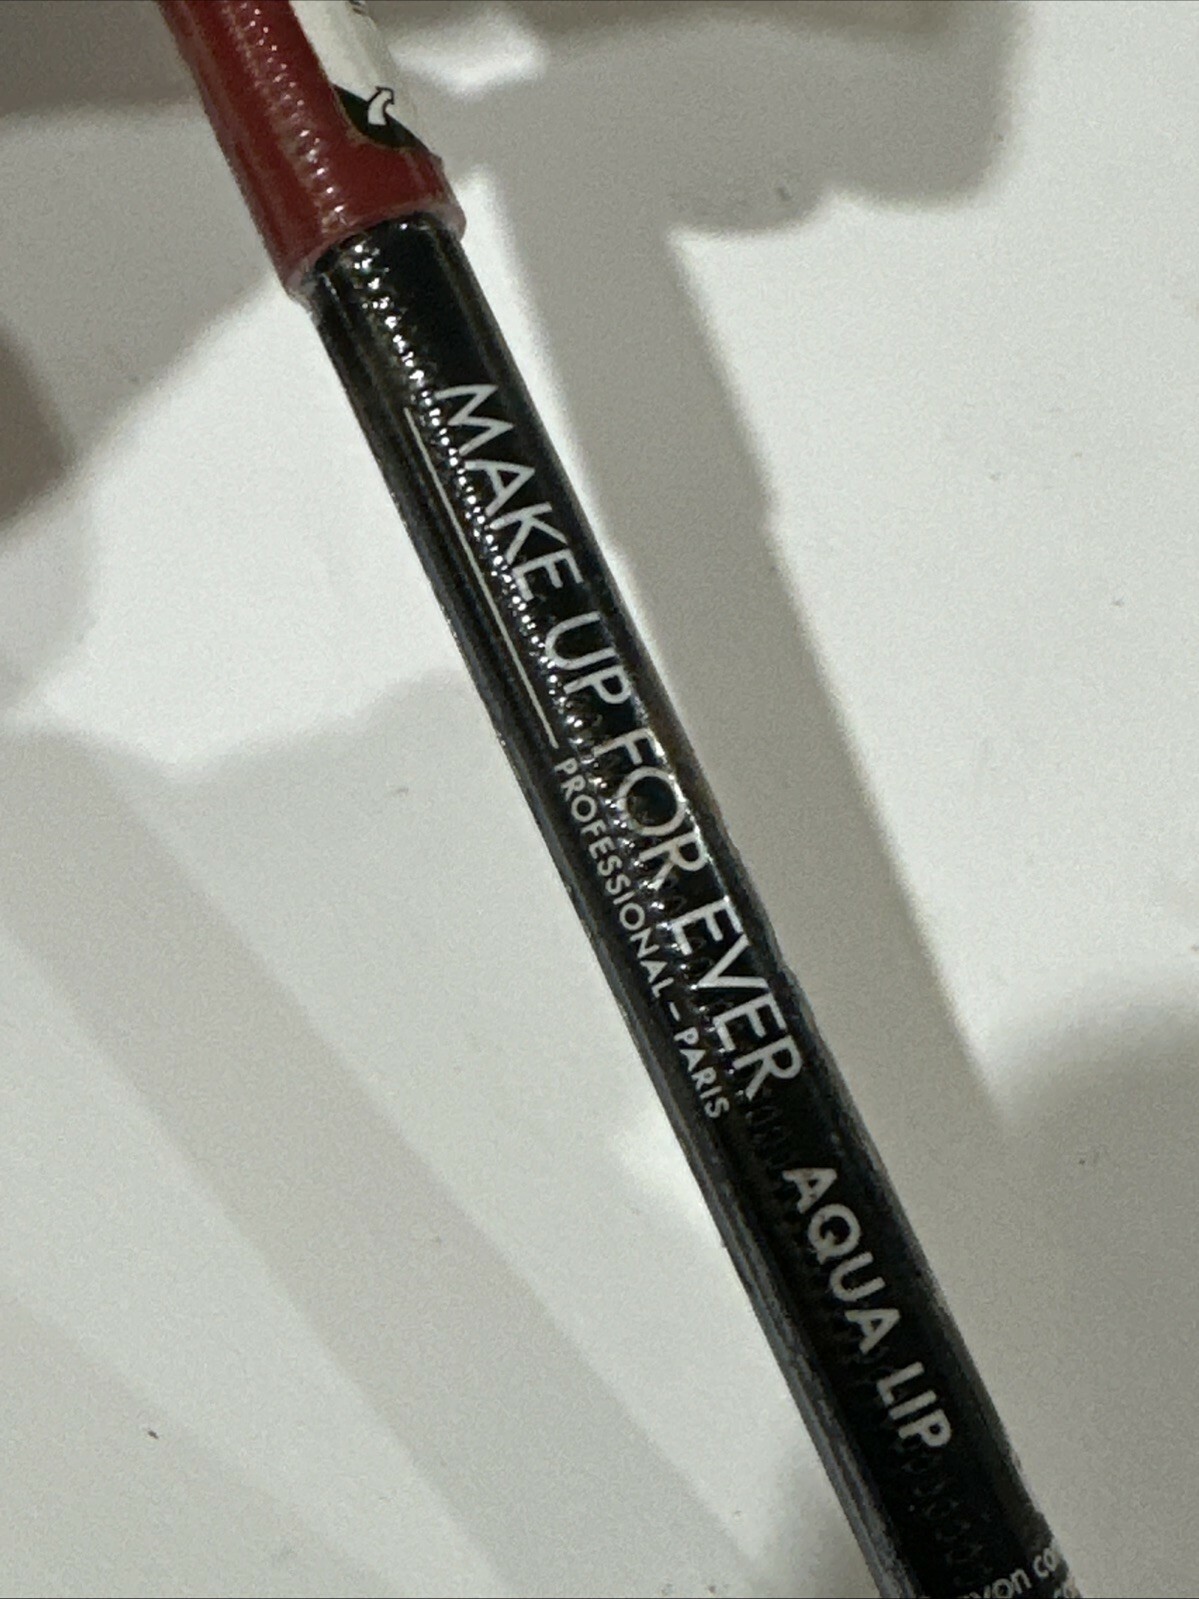 MAKE UP FOR EVER
PROFESSIONAL – PARIS
AQUA LIP